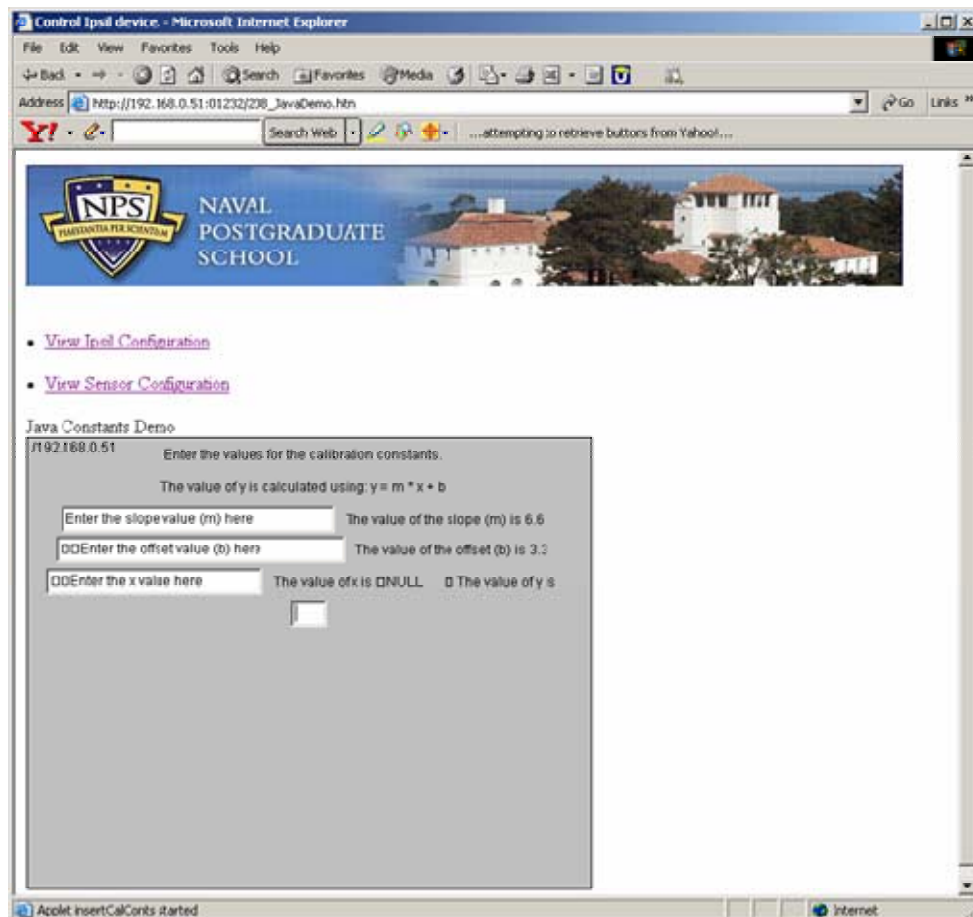 Control Ipsil device. - Microsoft Internet Explorer
File Edit View Favorites Tools Help
Back Search Favorites Media
Address http://192.168.0.51:01232/238_JavaDemo.htm Go Links »
Y! Search Web ...attempting to retrieve buttons from Yahoo!...
NPS
PRAESTANTIA PER SCIENTIAM
NAVAL
POSTGRADUATE
SCHOOL
• View Ipsil Configuration
• View Sensor Configuration
Java Constants Demo
/192.168.0.51 Enter the values for the calibration constants.
The value of y is calculated using: y = m * x + b
Enter the slope value (m) here The value of the slope (m) is 6.6
□□Enter the offset value (b) here The value of the offset (b) is 3.3
□□Enter the x value here The value of x is □NULL □ The value of y is
Applet insertCalConts started Internet